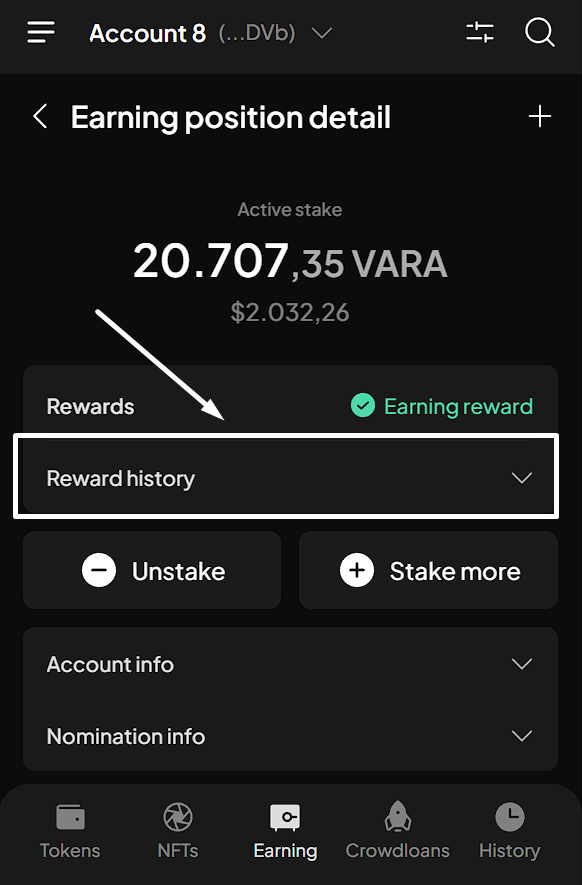 Account 8 (...DVb)
Earning position detail
Active stake
20.707,35 VARA
$2.032,26
Rewards Earning reward
Reward history
Unstake Stake more
Account info
Nomination info
Tokens NFTs Earning Crowdloans History